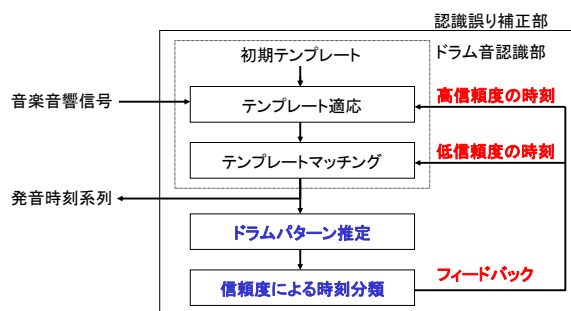 認識誤り補正部
初期テンプレート
ドラム音認識部
音楽音響信号
テンプレート適応
高信頼度の時刻
テンプレートマッチング
低信頼度の時刻
発音時刻系列
ドラムパターン推定
信頼度による時刻分類
フィードバック